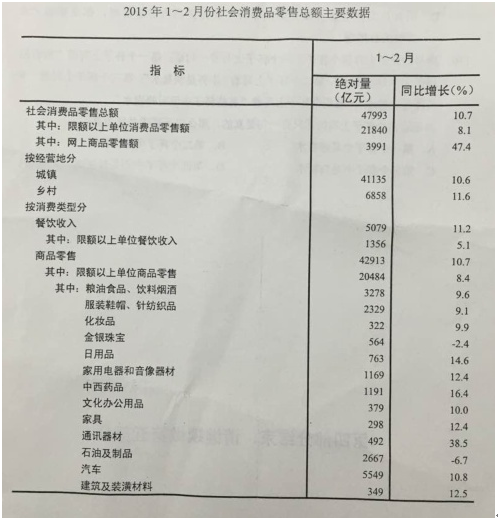 2015年1～2月份社会消费品零售总额主要数据
指 标 1～2月
绝对量(亿元) 同比增长(%)
社会消费品零售总额 47993 10.7
其中：限额以上单位消费品零售额 21840 8.1
其中：网上商品零售额 3991 47.4
按经营地分
城镇 41135 10.6
乡村 6858 11.6
按消费类型分
餐饮收入 5079 11.2
其中：限额以上单位餐饮收入 1356 5.1
商品零售 42913 10.7
其中：限额以上单位商品零售 20484 8.4
其中：粮油食品、饮料烟酒 3278 9.6
服装鞋帽、针纺织品 2329 9.1
化妆品 322 9.9
金银珠宝 564 -2.4
日用品 763 14.6
家用电器和音像器材 1169 12.4
中西药品 1191 16.4
文化办公用品 379 10.0
家具 298 12.4
通讯器材 492 38.5
石油及制品 2667 -6.7
汽车 5549 10.8
建筑及装潢材料 349 12.5